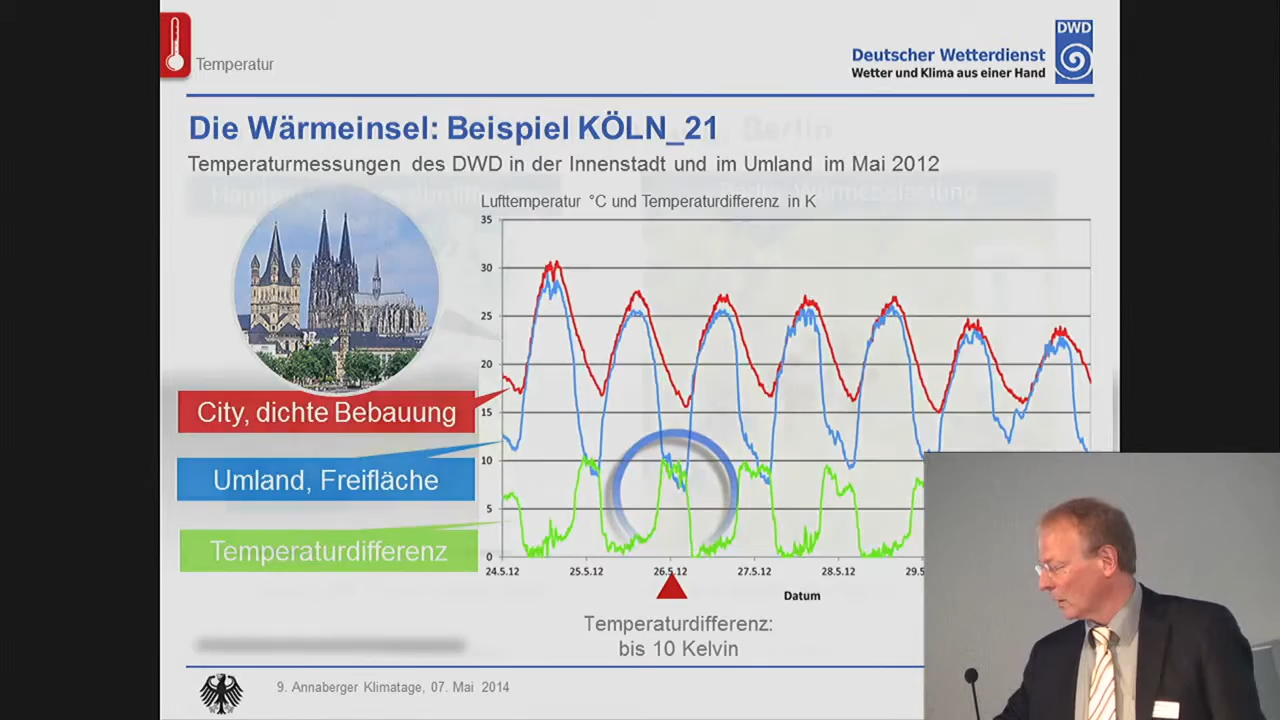 Temperatur
DWD
Deutscher Wetterdienst
Wetter und Klima aus einer Hand
Die Wärmeinsel: Beispiel KÖLN_21
Berlin
Temperaturmessungen des DWD in der Innenstadt und im Umland im Mai 2012
Lufttemperatur °C und Temperaturdifferenz in K
35
30
25
20
15
10
5
0
City, dichte Bebauung
Umland, Freifläche
Temperaturdifferenz
24.5.12 25.5.12 26.5.12 27.5.12 28.5.12
Datum
Temperaturdifferenz:
bis 10 Kelvin
9. Annaberger Klimatage, 07. Mai 2014